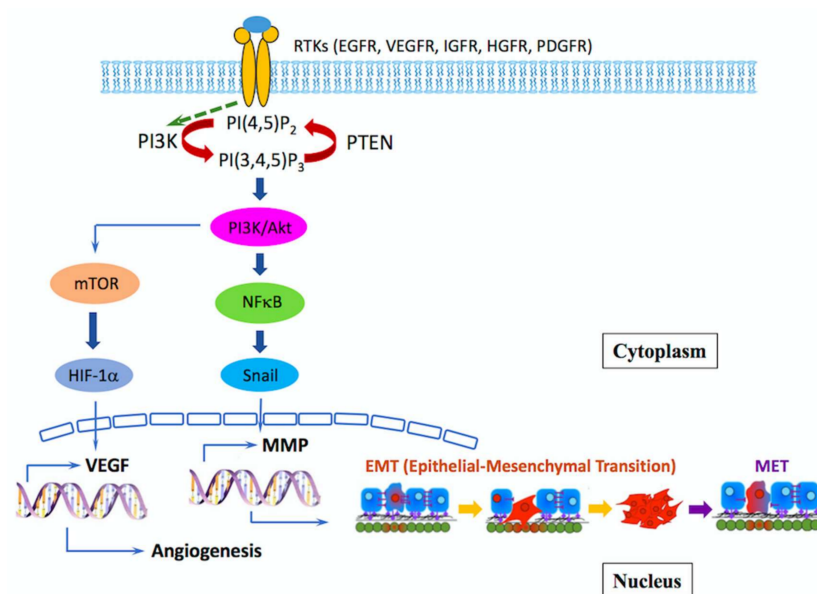 RTKs (EGFR, VEGFR, IGFR, HGFR, PDGFR)
PI(4,5)P2
PI3K
PTEN
PI(3,4,5)P3
PI3K/Akt
mTOR
NFκB
Cytoplasm
HIF-1α
Snail
MMP
VEGF
EMT (Epithelial-Mesenchymal Transition)
MET
Angiogenesis
Nucleus